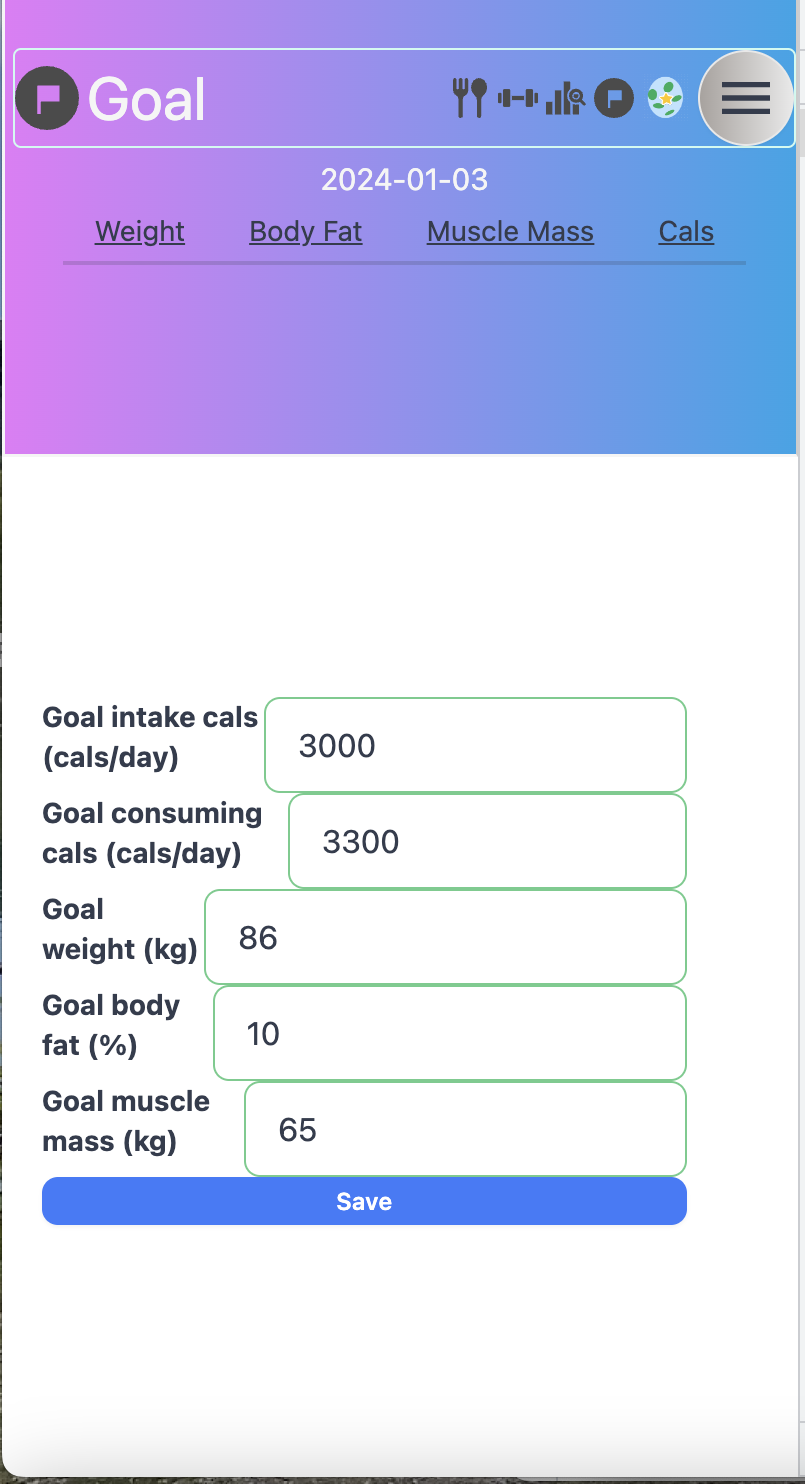 Goal
2024-01-03
Weight Body Fat Muscle Mass Cals
Goal intake cals
(cals/day)
3000
Goal consuming
cals (cals/day)
3300
Goal
weight (kg)
86
Goal body
fat (%)
10
Goal muscle
mass (kg)
65
Save